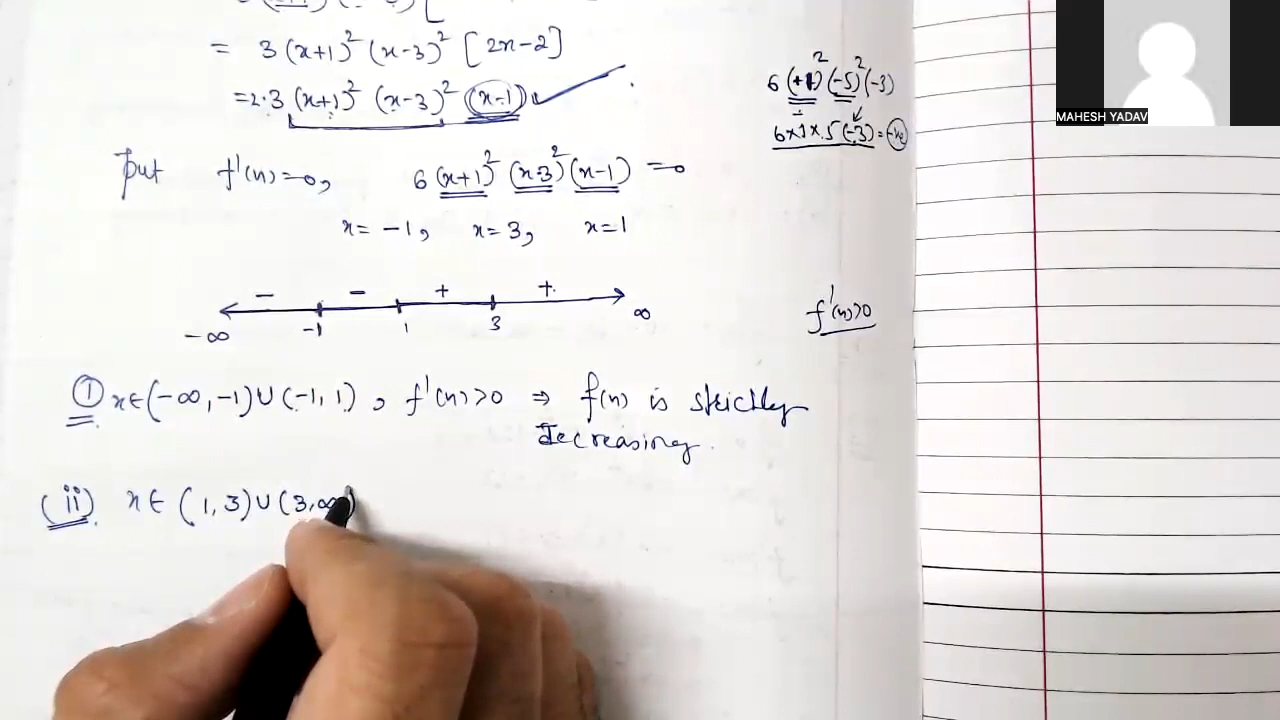 = 3 (x+1)² (x-3)² [2x-2]
= 2·3 (x+1)² (x-3)² (x-1)
6 (+1)² (-5)² (-3)
6×1×5 (-3) = -ve
MAHESH YADAV
Put f'(x)=0, 6 (x+1)² (x-3)² (x-1) =0
x= -1, x= 3, x=1
- - + +
-∞ -1 1 3 ∞
f'(x)>0
① x∈(-∞,-1)∪(-1,1), f'(x)>0 ⇒ f(x) is strictly
decreasing.
(ii). x∈ (1,3)∪(3,∞)